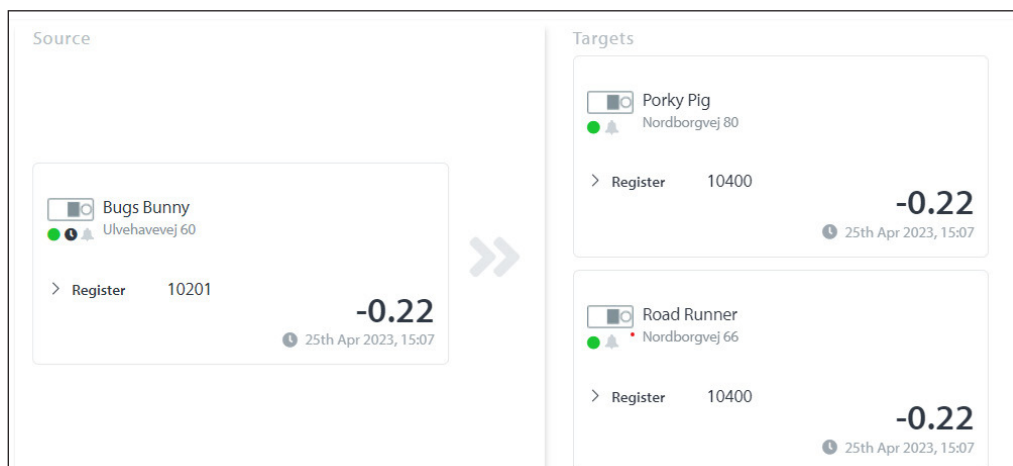 Source
Bugs Bunny
Ulvehavevej 60
Register 10201
-0.22
25th Apr 2023, 15:07
Targets
Porky Pig
Nordborgvej 80
Register 10400
-0.22
25th Apr 2023, 15:07
Road Runner
Nordborgvej 66
Register 10400
-0.22
25th Apr 2023, 15:07